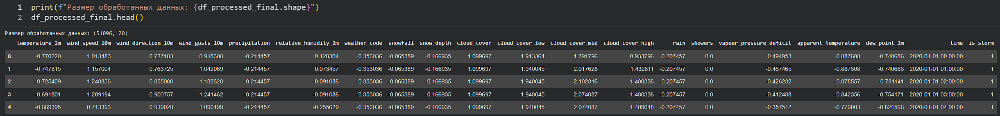 1 print(f"Размер обработанных данных: {df_processed_final.shape}")
2 df_processed_final.head()
Размер обработанных данных: (51096, 20)
temperature_2m wind_speed_10m wind_direction_10m wind_gusts_10m precipitation relative_humidity_2m weather_code snowfall snow_depth cloud_cover cloud_cover_low cloud_cover_mid cloud_cover_high rain showers vapour_pressure_deficit apparent_temperature dew_point_2m time is_storm
0 -0.770220 1.013483 0.727183 0.918308 -0.214457 0.128304 -0.353036 -0.065389 -0.166935 1.099697 1.913364 1.791796 0.933796 -0.207457 0.0 -0.494953 -0.887608 -0.740686 2020-01-01 00:00:00 1
1 -0.747815 1.157004 0.763725 1.042069 -0.214457 0.073457 -0.353036 -0.065389 -0.166935 1.099697 1.940045 2.017628 1.432811 -0.207457 0.0 -0.467465 -0.887608 -0.740686 2020-01-01 01:00:00 1
2 -0.725409 1.248336 0.855080 1.138328 -0.214457 -0.091086 -0.353036 -0.065389 -0.166935 1.099697 1.940045 2.102316 1.480336 -0.207457 0.0 -0.426232 -0.878557 -0.781141 2020-01-01 02:00:00 1
3 -0.691801 1.209194 0.900757 1.241462 -0.214457 -0.091086 -0.353036 -0.065389 -0.166935 1.099697 1.940045 2.074087 1.480336 -0.207457 0.0 -0.412488 -0.842356 -0.754171 2020-01-01 03:00:00 1
4 -0.669395 0.713393 0.919028 1.090199 -0.214457 -0.255629 -0.353036 -0.065389 -0.166935 1.099697 1.940045 2.074087 1.409048 -0.207457 0.0 -0.357512 -0.779003 -0.821596 2020-01-01 04:00:00 1